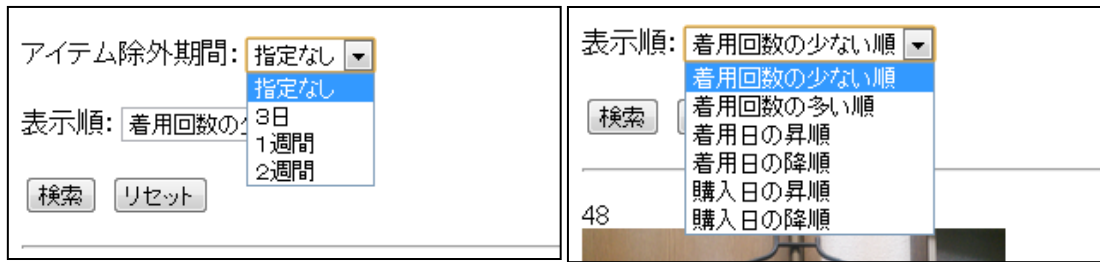 アイテム除外期間: 指定なし
指定なし
3日
1週間
2週間
表示順: 着用回数の
検索 リセット
表示順: 着用回数の少ない順
着用回数の少ない順
着用回数の多い順
着用日の昇順
着用日の降順
購入日の昇順
購入日の降順
検索
48